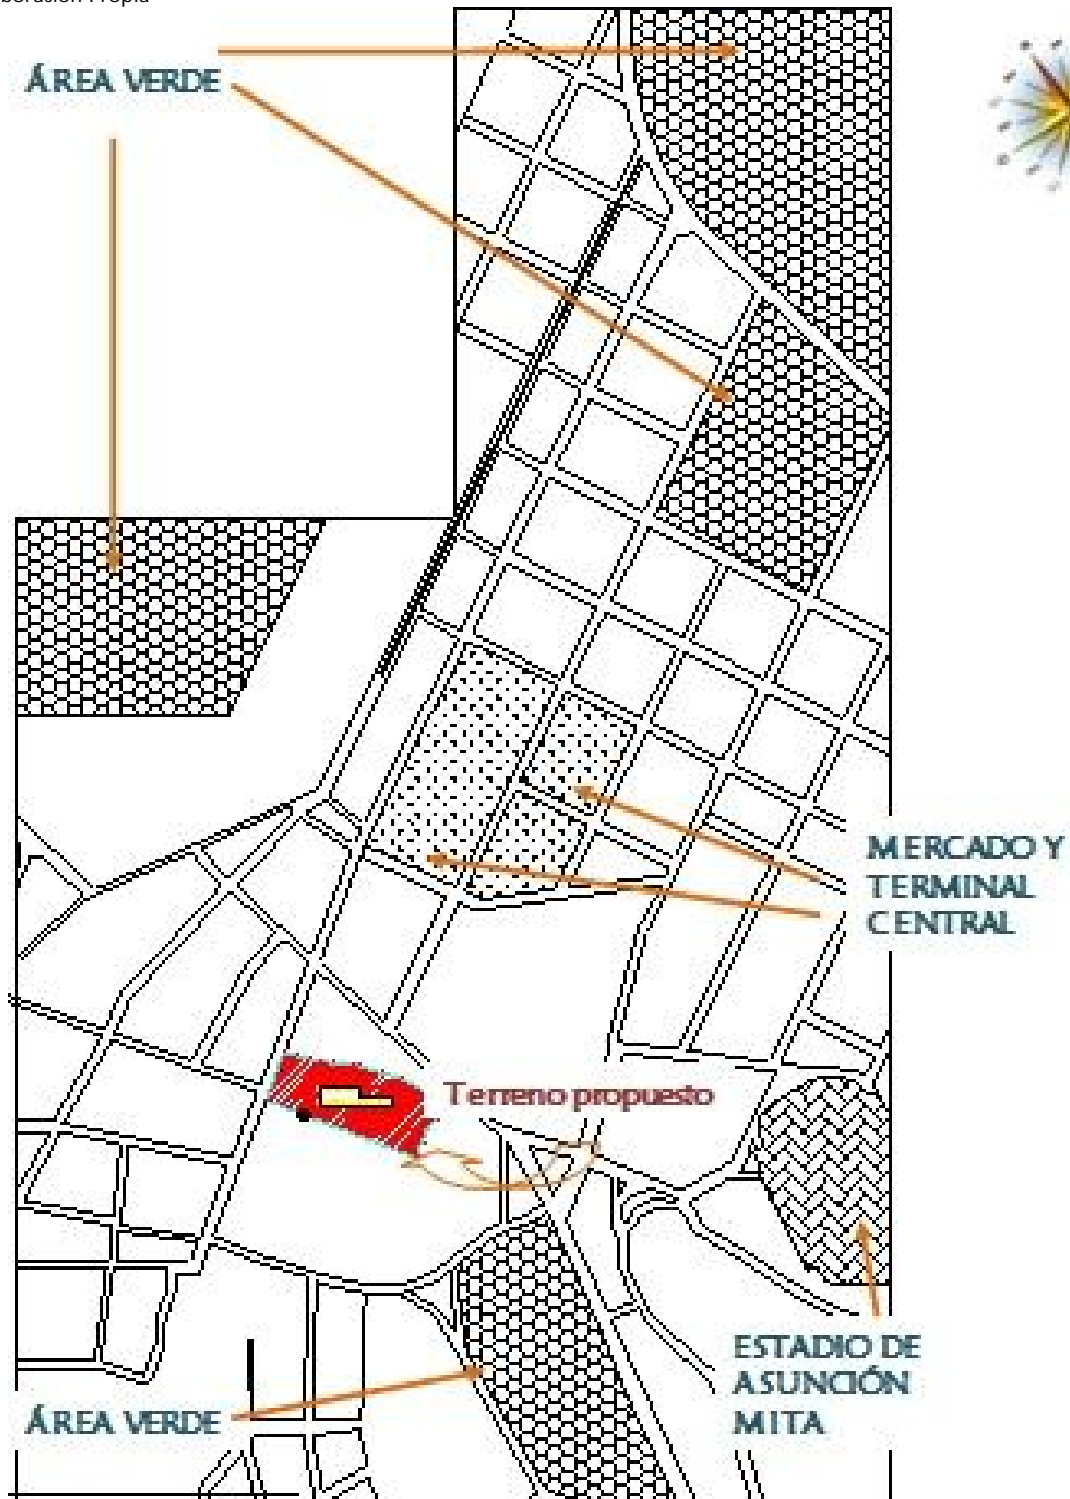 ÁREA VERDE
MERCADO Y
TERMINAL
CENTRAL
Terreno propuesto
ESTADIO DE
ASUNCIÓN
MITA
ÁREA VERDE